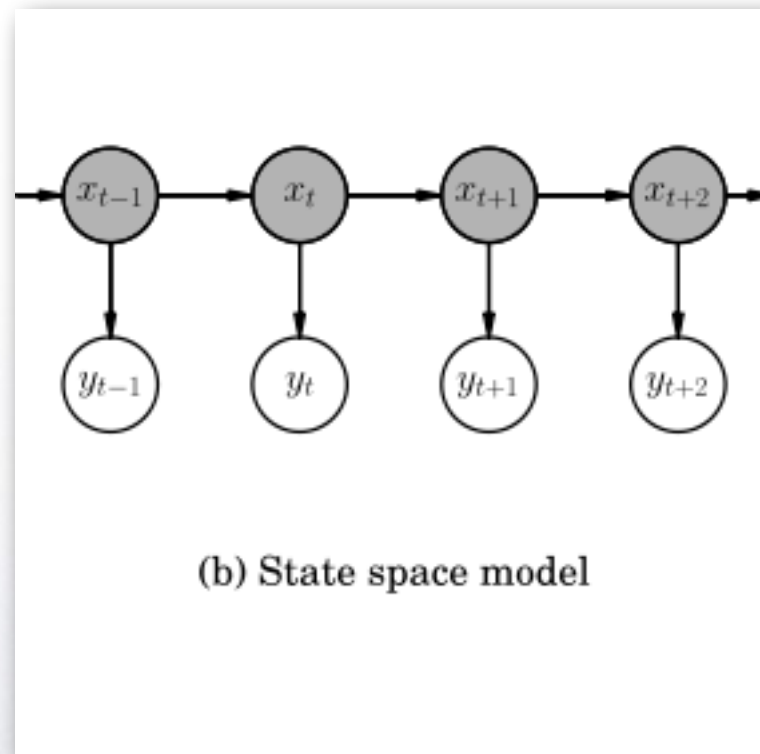 x_{t−1} x_t x_{t+1} x_{t+2}
y_{t−1} y_t y_{t+1} y_{t+2}
(b) State space model